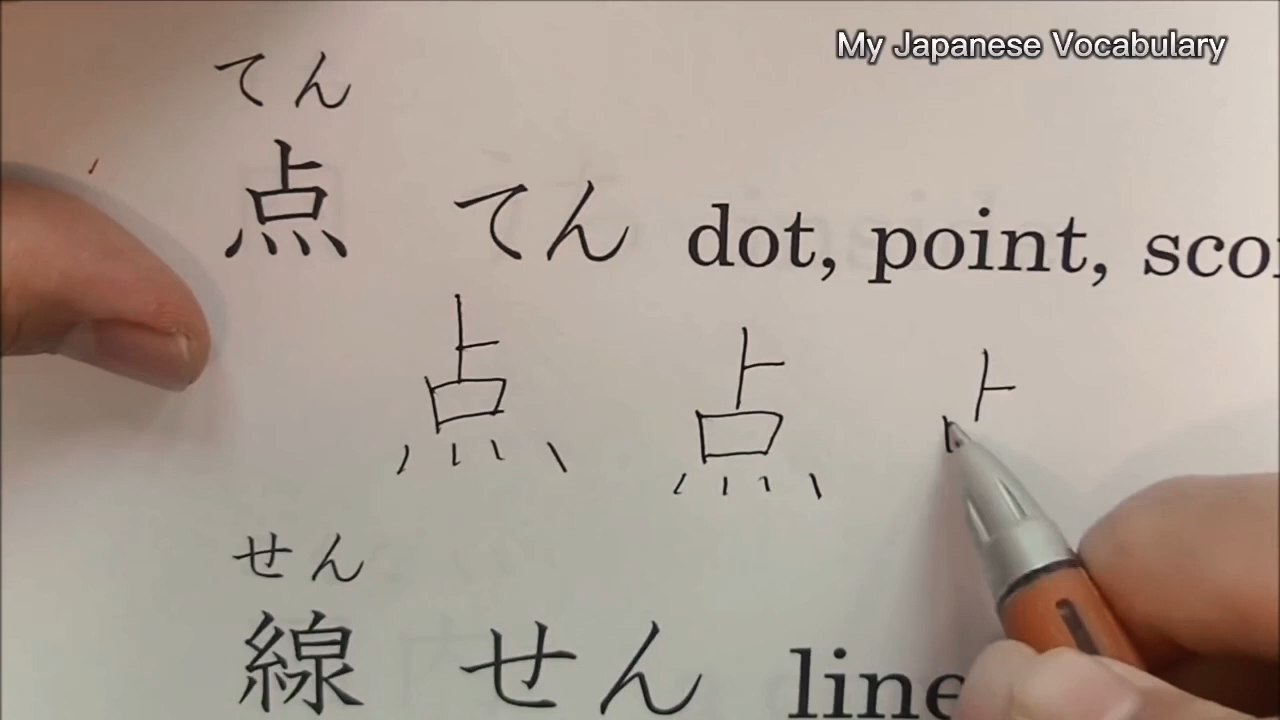 My Japanese Vocabulary
てん
点 てん dot, point, sco
点 点 ト
せん
線 せん line